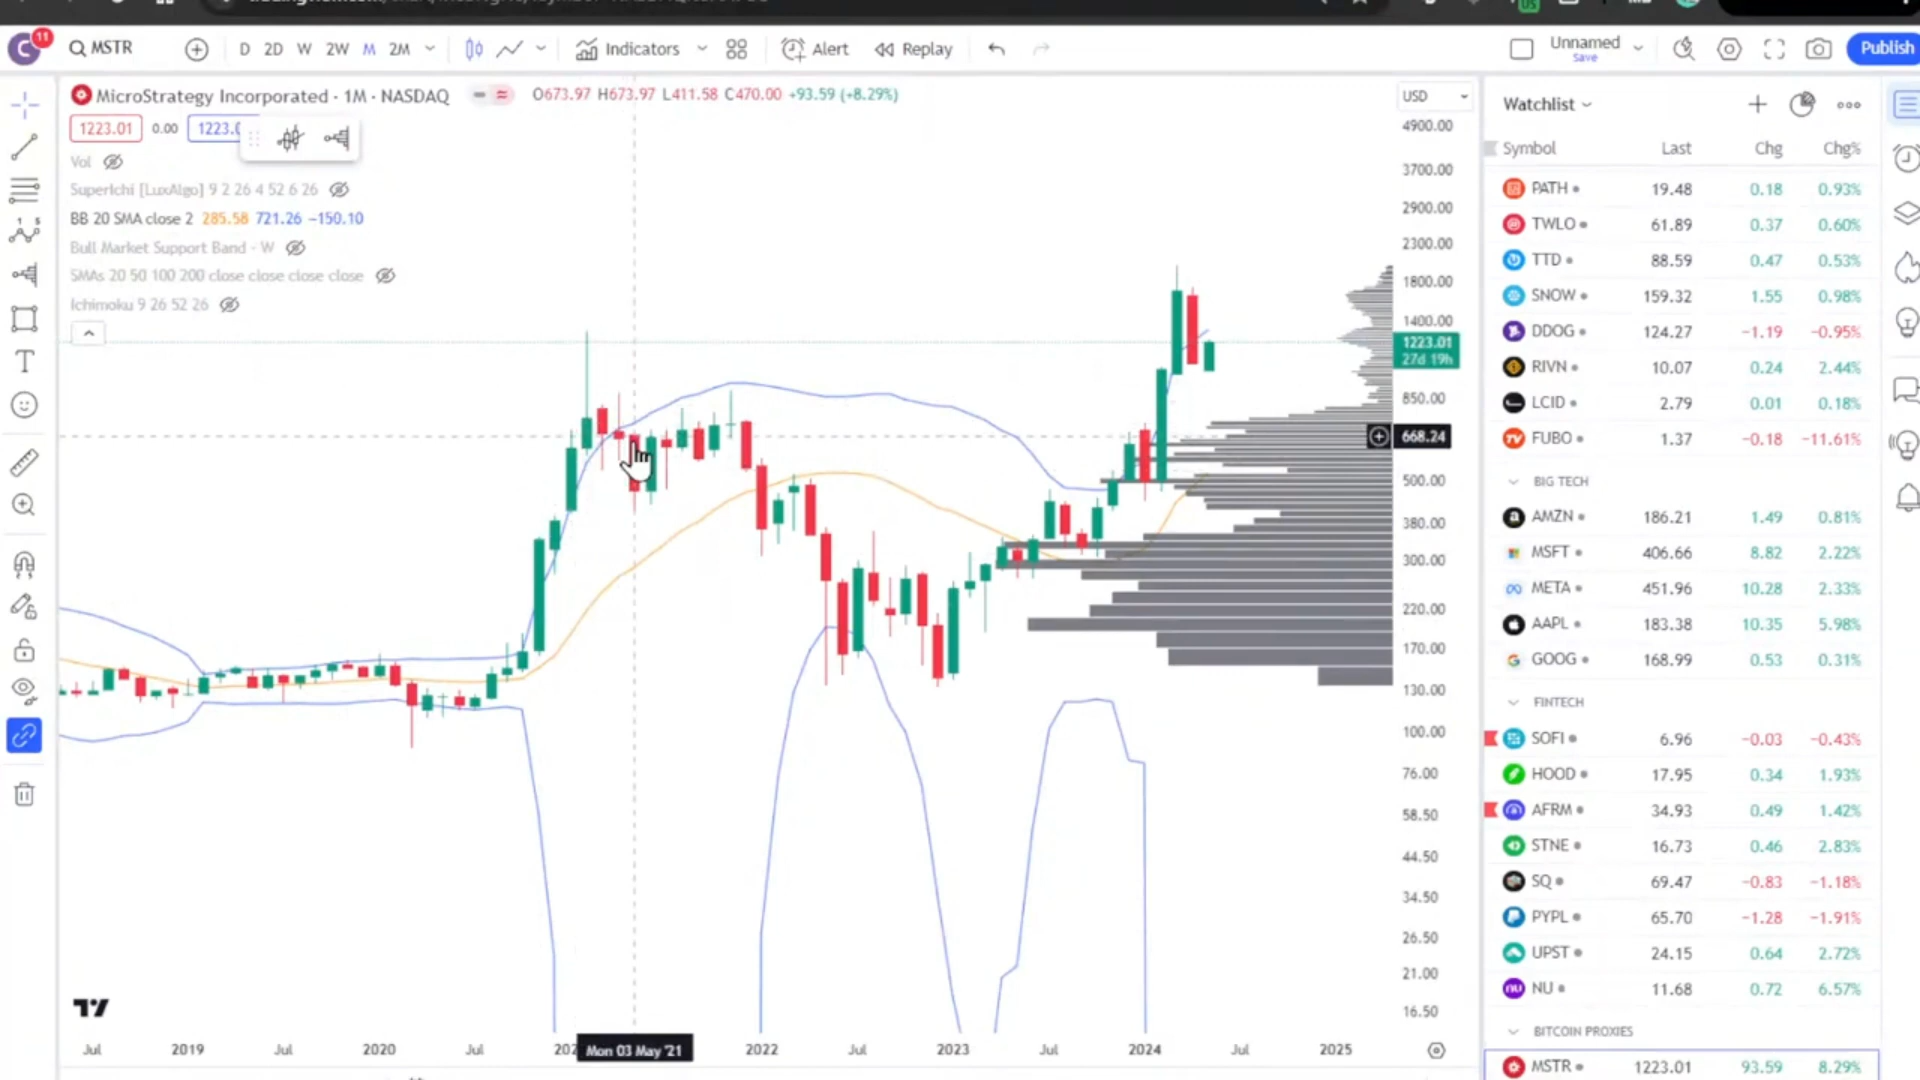 C 11 MSTR D 2D W 2W M 2M Indicators Alert Replay Unnamed Save Publish
MicroStrategy Incorporated · 1M · NASDAQ O673.97 H673.97 L411.58 C470.00 +93.59 (+8.29%)
1223.01 0.00
Vol
SuperIchi [LuxAlgo] 9 2 26 4 52 6 26
BB 20 SMA close 2 285.58 721.26 −150.10
Bull Market Support Band - W
SMAs 20 50 100 200 close close close close
Ichimoku 9 26 52 26
USD
4900.00
3700.00
2900.00
2300.00
1800.00
1400.00
1223.01
27d 19h
850.00
668.24
500.00
380.00
300.00
220.00
170.00
130.00
100.00
76.00
58.50
44.50
34.50
26.50
21.00
16.50
Jul 2019 Jul 2020 Jul Mon 03 May '21 2022 Jul 2023 Jul 2024 Jul 2025
Watchlist
Symbol Last Chg Chg%
PATH 19.48 0.18 0.93%
TWLO 61.89 0.37 0.60%
TTD 88.59 0.47 0.53%
SNOW 159.32 1.55 0.98%
DDOG 124.27 −1.19 −0.95%
RIVN 10.07 0.24 2.44%
LCID 2.79 0.01 0.18%
FUBO 1.37 −0.18 −11.61%
BIG TECH
AMZN 186.21 1.49 0.81%
MSFT 406.66 8.82 2.22%
META 451.96 10.28 2.33%
AAPL 183.38 10.35 5.98%
GOOG 168.99 0.53 0.31%
FINTECH
SOFI 6.96 −0.03 −0.43%
HOOD 17.95 0.34 1.93%
AFRM 34.93 0.49 1.42%
STNE 16.73 0.46 2.83%
SQ 69.47 −0.83 −1.18%
PYPL 65.70 −1.28 −1.91%
UPST 24.15 0.64 2.72%
NU 11.68 0.72 6.57%
BITCOIN PROXIES
MSTR 1223.01 93.59 8.29%